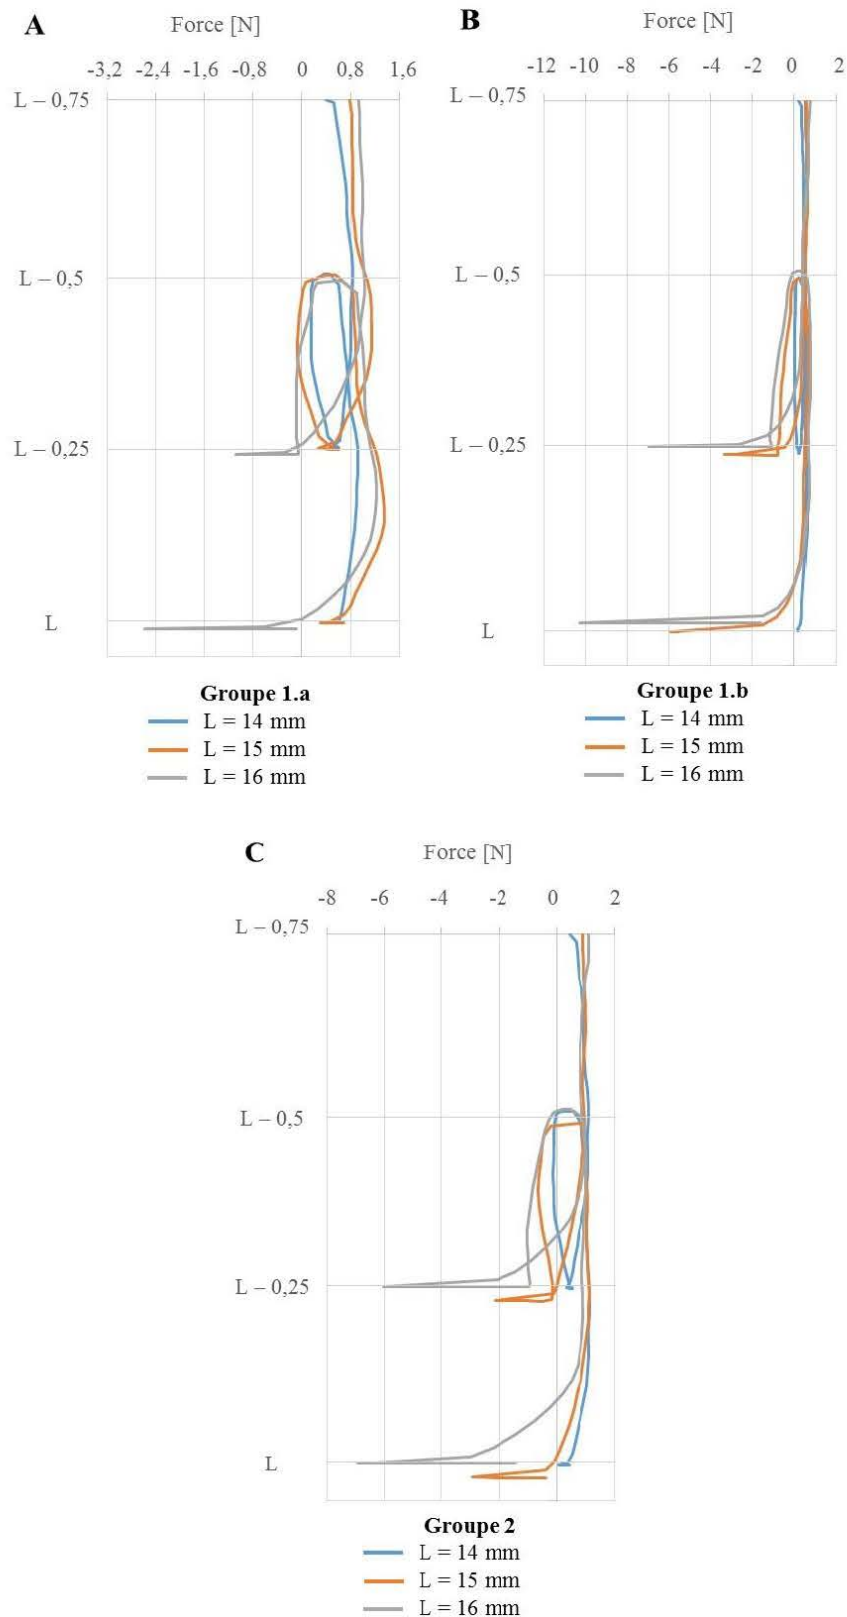 A
Force [N]
-3,2 -2,4 -1,6 -0,8 0 0,8 1,6
L – 0,75
L – 0,5
L – 0,25
L
Groupe 1.a
L = 14 mm
L = 15 mm
L = 16 mm
B
Force [N]
-12 -10 -8 -6 -4 -2 0 2
L – 0,75
L – 0,5
L – 0,25
L
Groupe 1.b
L = 14 mm
L = 15 mm
L = 16 mm
C
Force [N]
-8 -6 -4 -2 0 2
L – 0,75
L – 0,5
L – 0,25
L
Groupe 2
L = 14 mm
L = 15 mm
L = 16 mm